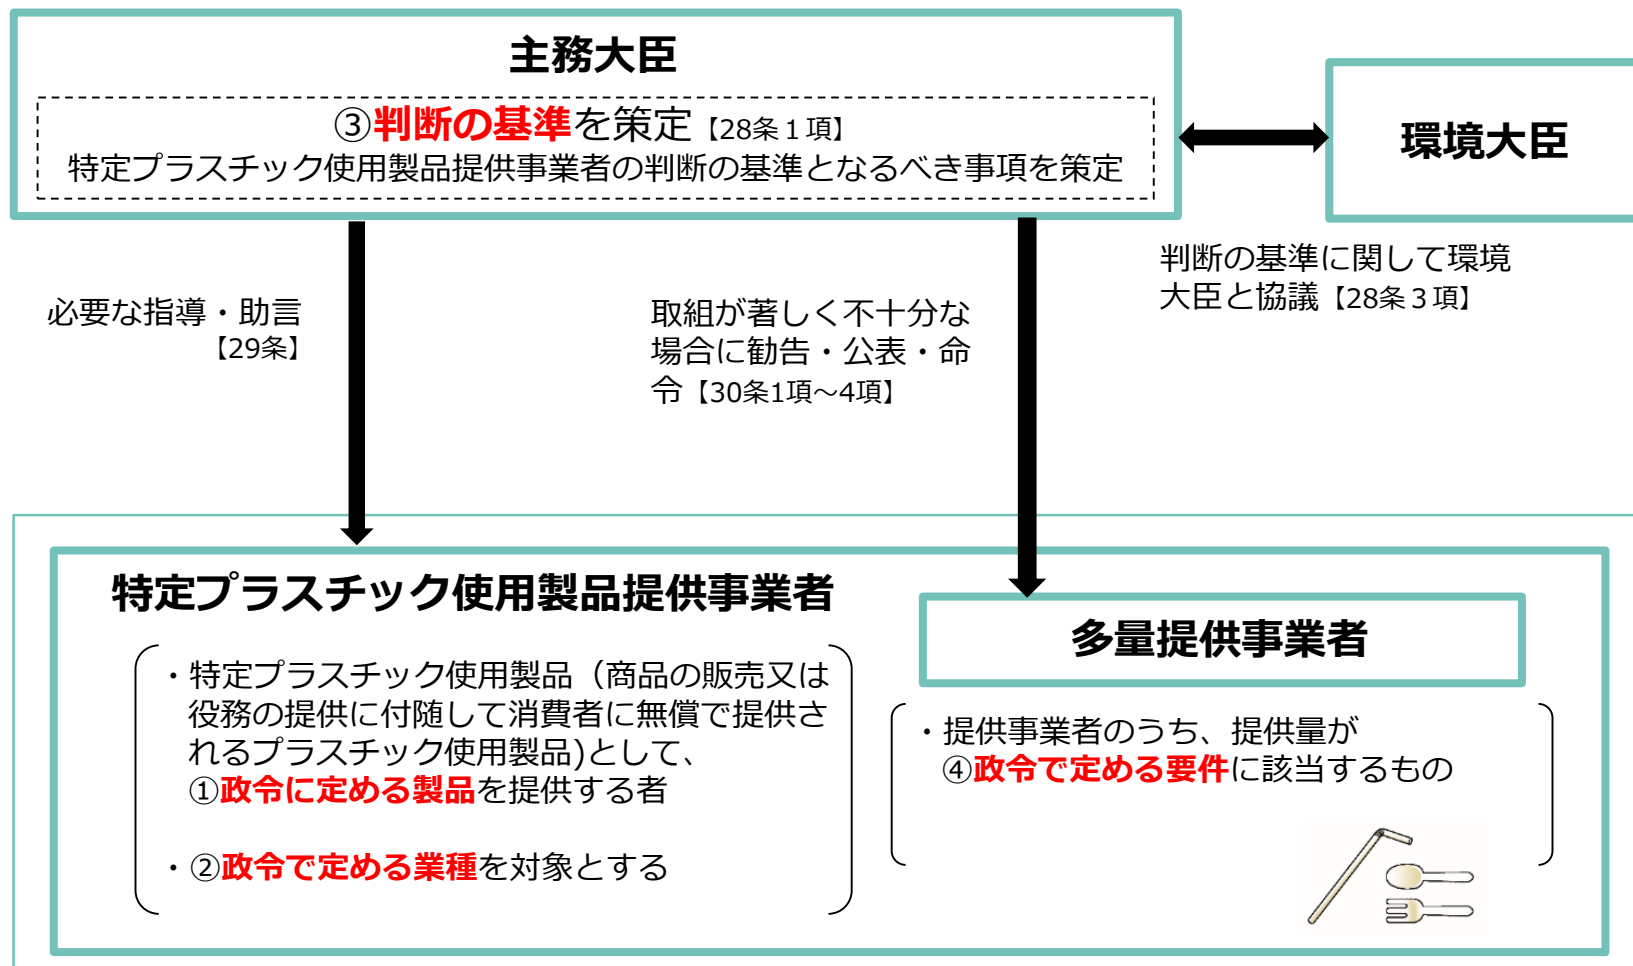 主務大臣
③判断の基準を策定【28条１項】
特定プラスチック使用製品提供事業者の判断の基準となるべき事項を策定
環境大臣
判断の基準に関して環境
大臣と協議【28条３項】
必要な指導・助言
【29条】
取組が著しく不十分な
場合に勧告・公表・命
令【30条1項～4項】
特定プラスチック使用製品提供事業者
・特定プラスチック使用製品（商品の販売又は
役務の提供に付随して消費者に無償で提供さ
れるプラスチック使用製品)として、
①政令に定める製品を提供する者
・②政令で定める業種を対象とする
多量提供事業者
・提供事業者のうち、提供量が
④政令で定める要件に該当するもの